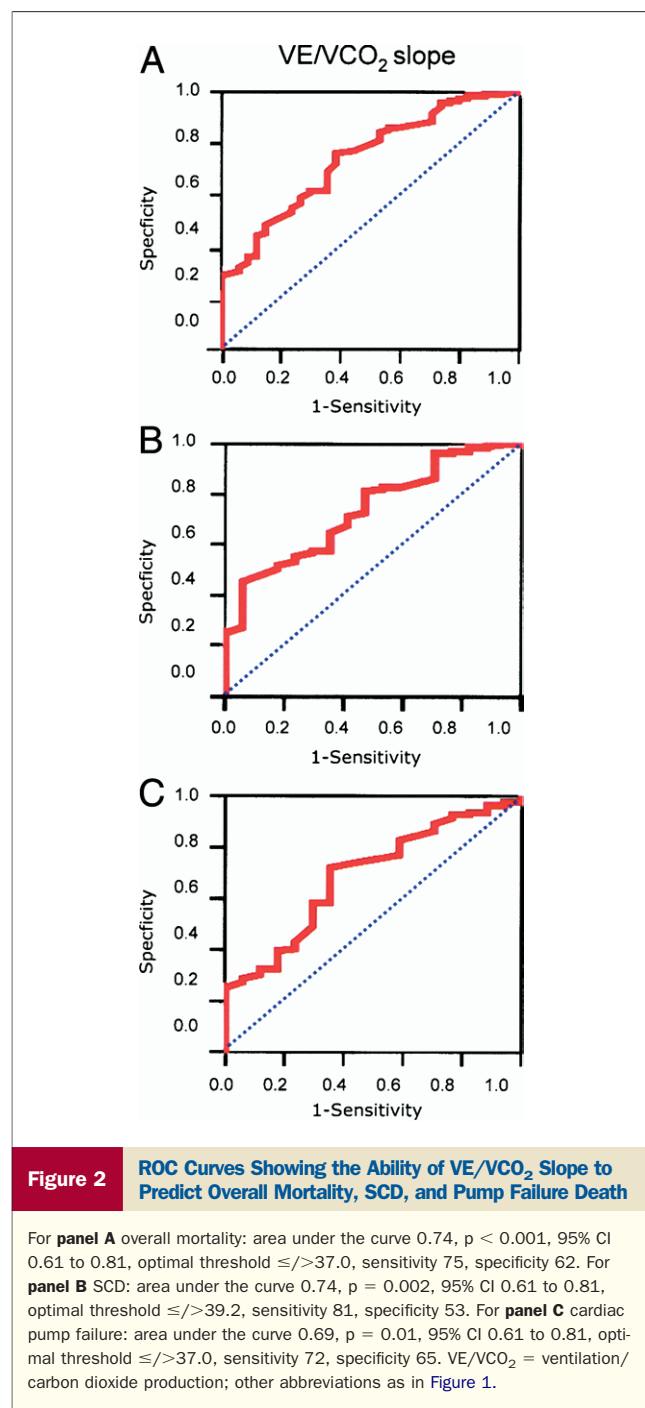 VE/VCO₂ slope
A
1.0
0.8
0.6
0.4
0.2
0.0
Specficity
0.0 0.2 0.4 0.6 0.8 1.0
1-Sensitivity
B
1.0
0.8
0.6
0.4
0.2
0.0
Specficity
0.0 0.2 0.4 0.6 0.8 1.0
1-Sensitivity
C
1.0
0.8
0.6
0.4
0.2
0.0
Specficity
0.0 0.2 0.4 0.6 0.8 1.0
1-Sensitivity
Figure 2
ROC Curves Showing the Ability of VE/VCO₂ Slope to
Predict Overall Mortality, SCD, and Pump Failure Death
For panel A overall mortality: area under the curve 0.74, p < 0.001, 95% CI
0.61 to 0.81, optimal threshold ≤/>37.0, sensitivity 75, specificity 62. For
panel B SCD: area under the curve 0.74, p = 0.002, 95% CI 0.61 to 0.81,
optimal threshold ≤/>39.2, sensitivity 81, specificity 53. For panel C cardiac
pump failure: area under the curve 0.69, p = 0.01, 95% CI 0.61 to 0.81, opti-
mal threshold ≤/>37.0, sensitivity 72, specificity 65. VE/VCO₂ = ventilation/
carbon dioxide production; other abbreviations as in Figure 1.